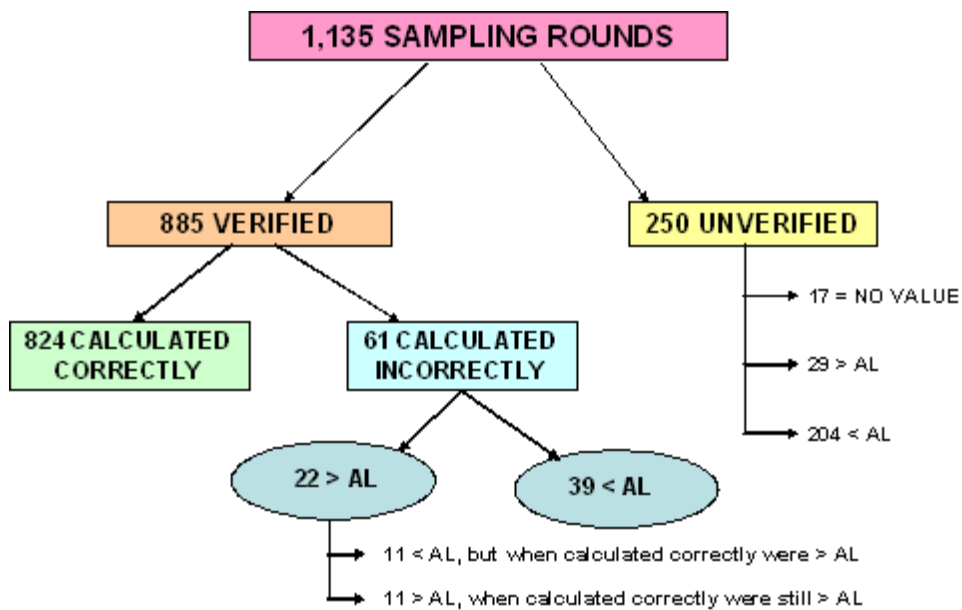 1,135 SAMPLING ROUNDS
885 VERIFIED
250 UNVERIFIED
17 = NO VALUE
29 > AL
204 < AL
824 CALCULATED
CORRECTLY
61 CALCULATED
INCORRECTLY
22 > AL
39 < AL
11 < AL, but when calculated correctly were > AL
11 > AL, when calculated correctly were still > AL